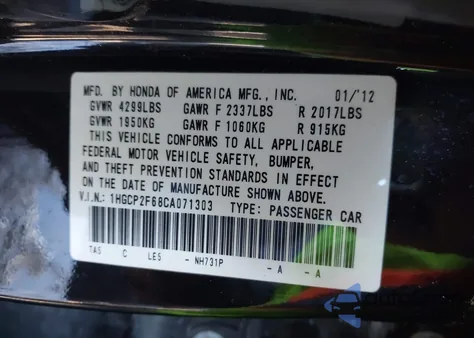 MFD. BY HONDA OF AMERICA MFG., INC. 01/'12
GVWR 4299LBS GAWR F 2337LBS R 2017LBS
GVWR 1950KG GAWR F 1060KG R 915KG
THIS VEHICLE CONFORMS TO ALL APPLICABLE
FEDERAL MOTOR VEHICLE SAFETY, BUMPER,
AND THEFT PREVENTION STANDARDS IN EFFECT
ON THE DATE OF MANUFACTURE SHOWN ABOVE.
V.I.N.: 1HGCP2F68CA071303 TYPE: PASSENGER CAR
TA5 C LE5 - NH731P - A - A